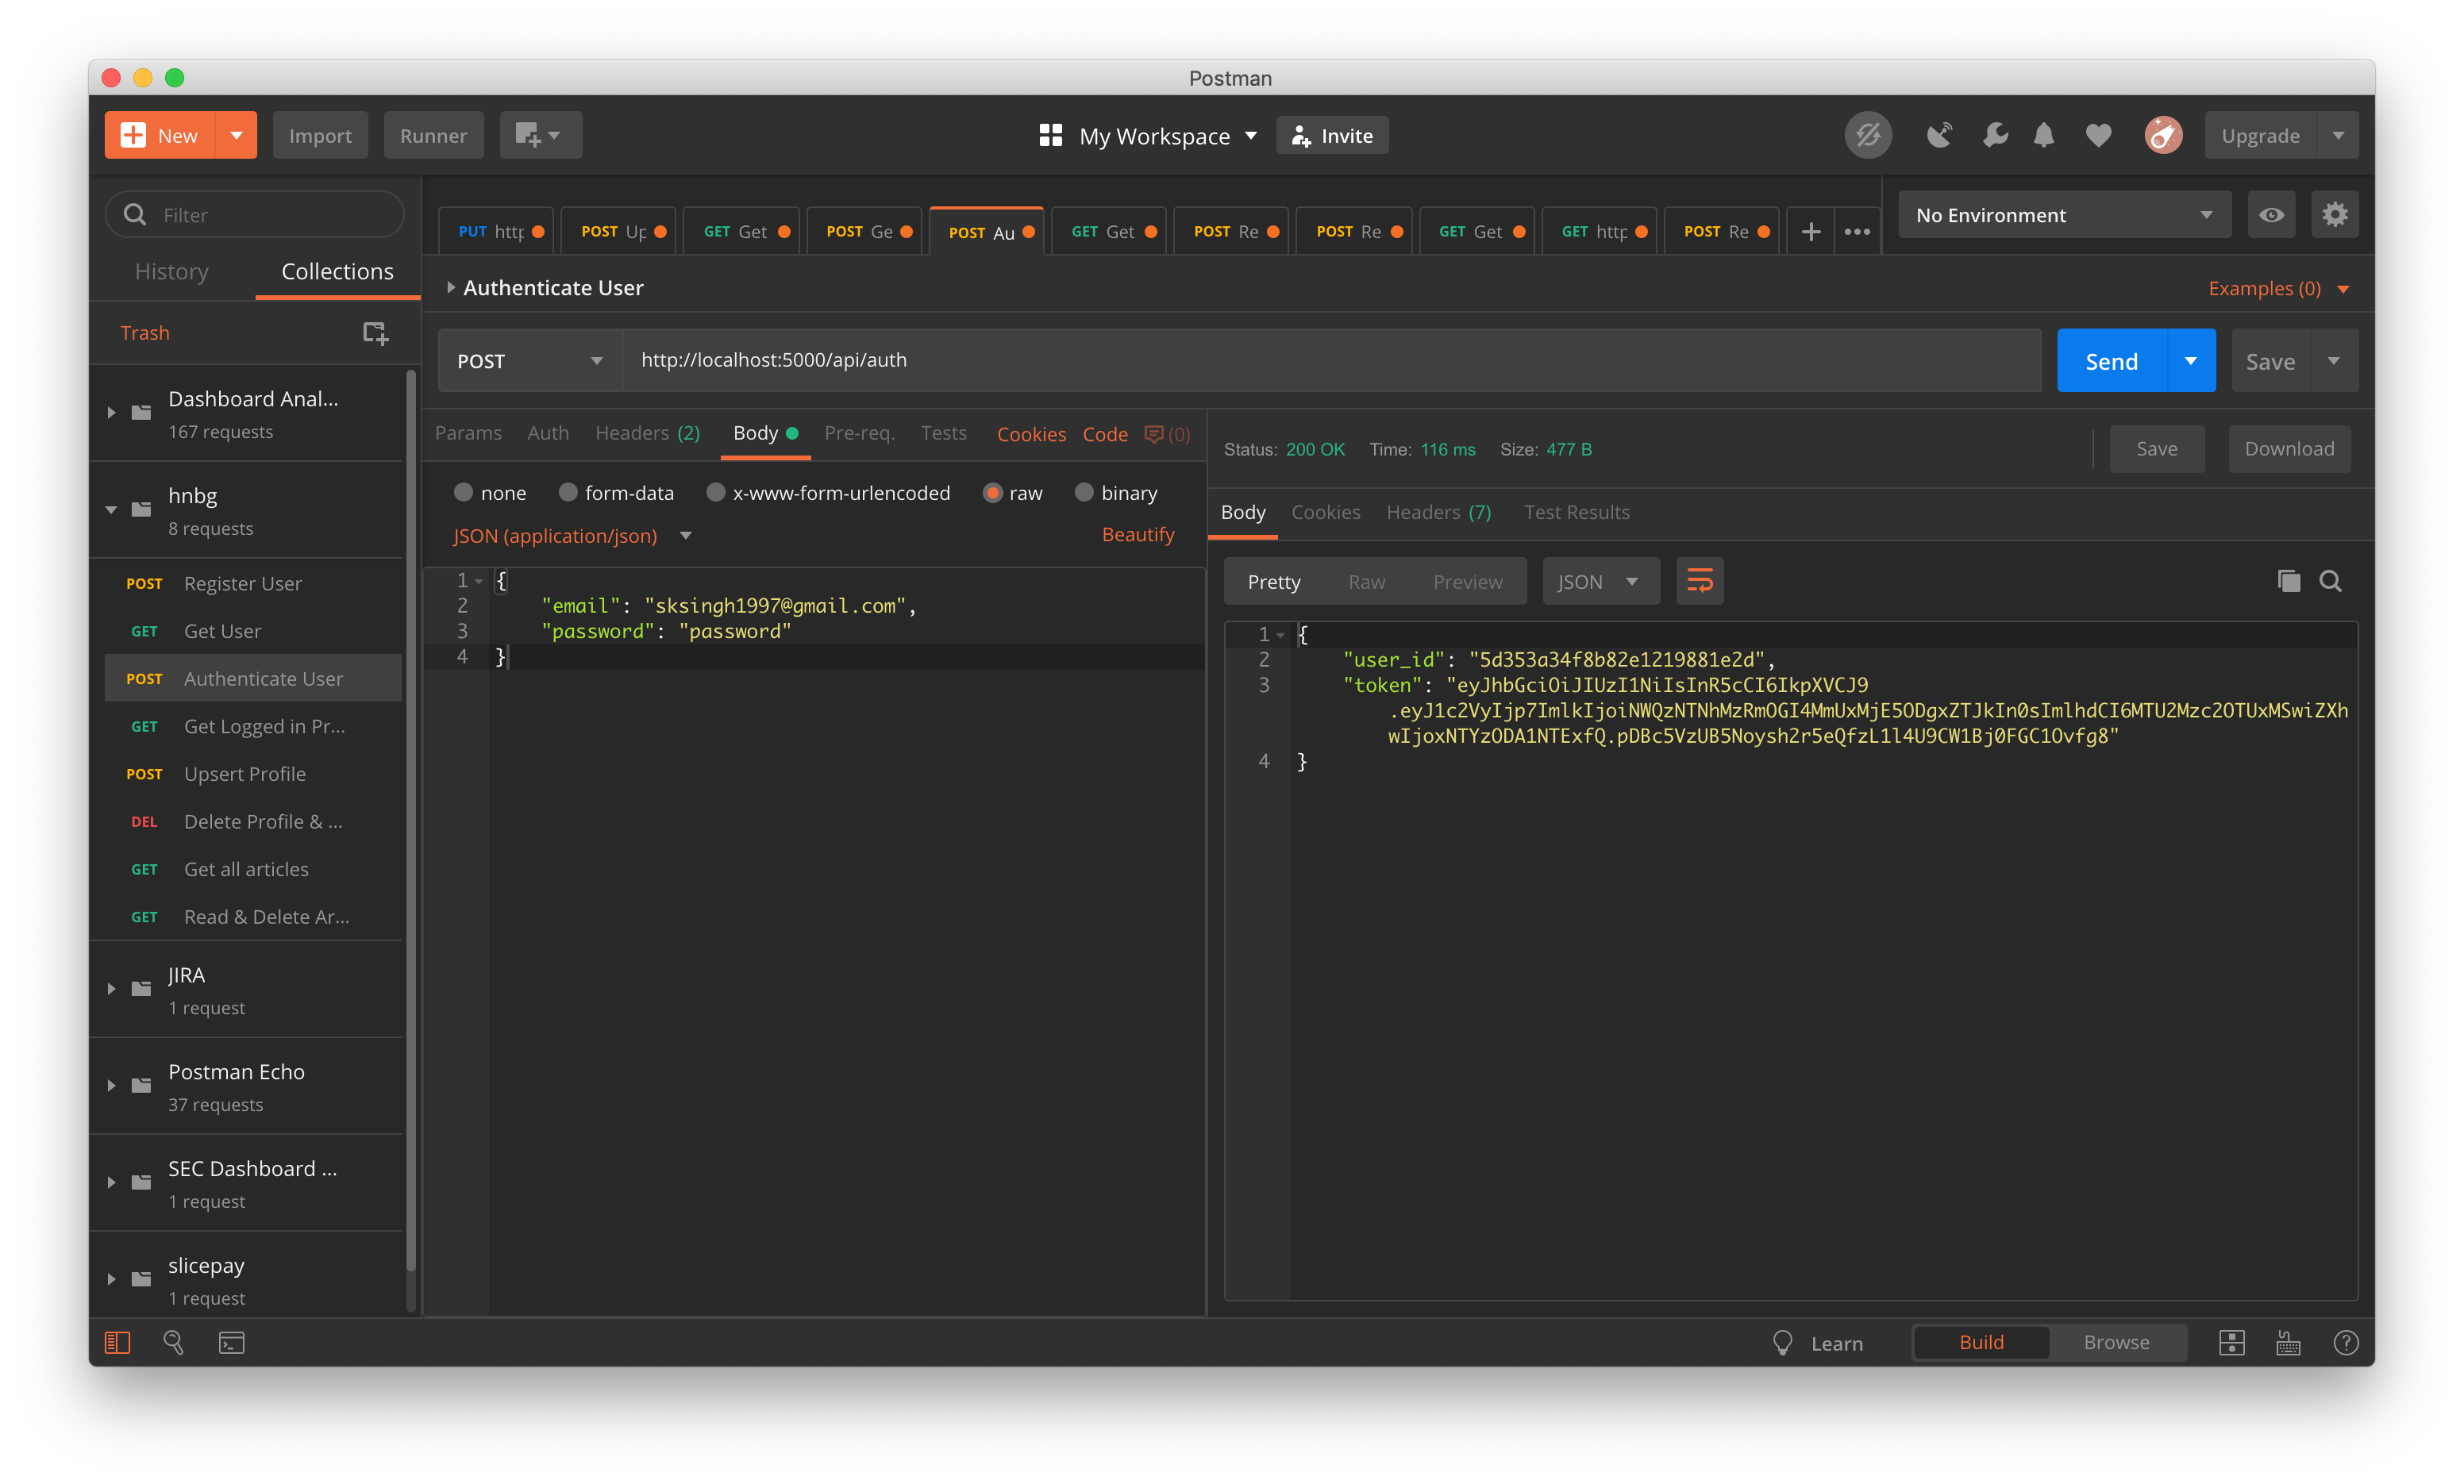 Postman
New
Import
Runner
My Workspace
Invite
Upgrade
Filter
History
Collections
Trash
Dashboard Anal...
167 requests
hnbg
8 requests
POST Register User
GET Get User
POST Authenticate User
GET Get Logged in Pr...
POST Upsert Profile
DEL Delete Profile & ...
GET Get all articles
GET Read & Delete Ar...
JIRA
1 request
Postman Echo
37 requests
SEC Dashboard ...
1 request
slicepay
1 request
PUT http
POST Up
GET Get
POST Ge
POST Au
GET Get
POST Re
POST Re
GET Get
GET http
POST Re
No Environment
Authenticate User
Examples (0)
POST
http://localhost:5000/api/auth
Send
Save
Params Auth Headers (2) Body Pre-req. Tests Cookies Code (0)
none form-data x-www-form-urlencoded raw binary
JSON (application/json)
Beautify
1 {
2 "email": "sksingh1997@gmail.com",
3 "password": "password"
4 }
Status: 200 OK Time: 116 ms Size: 477 B
Save
Download
Body Cookies Headers (7) Test Results
Pretty Raw Preview JSON
1 {
2 "user_id": "5d353a34f8b82e1219881e2d",
3 "token": "eyJhbGciOiJIUzI1NiIsInR5cCI6IkpXVCJ9
.eyJ1c2VyIjp7ImlkIjoiNWQzNTNhMzRmOGI4MmUxMjE5ODgxZTJkIn0sImlhdCI6MTU2Mzc2OTUxMSwiZXh
wIjoxNTYzODA1NTExfQ.pDBc5VzUB5Noysh2r5eQfzL1l4U9CW1Bj0FGC1Ovfg8"
4 }
Learn
Build
Browse